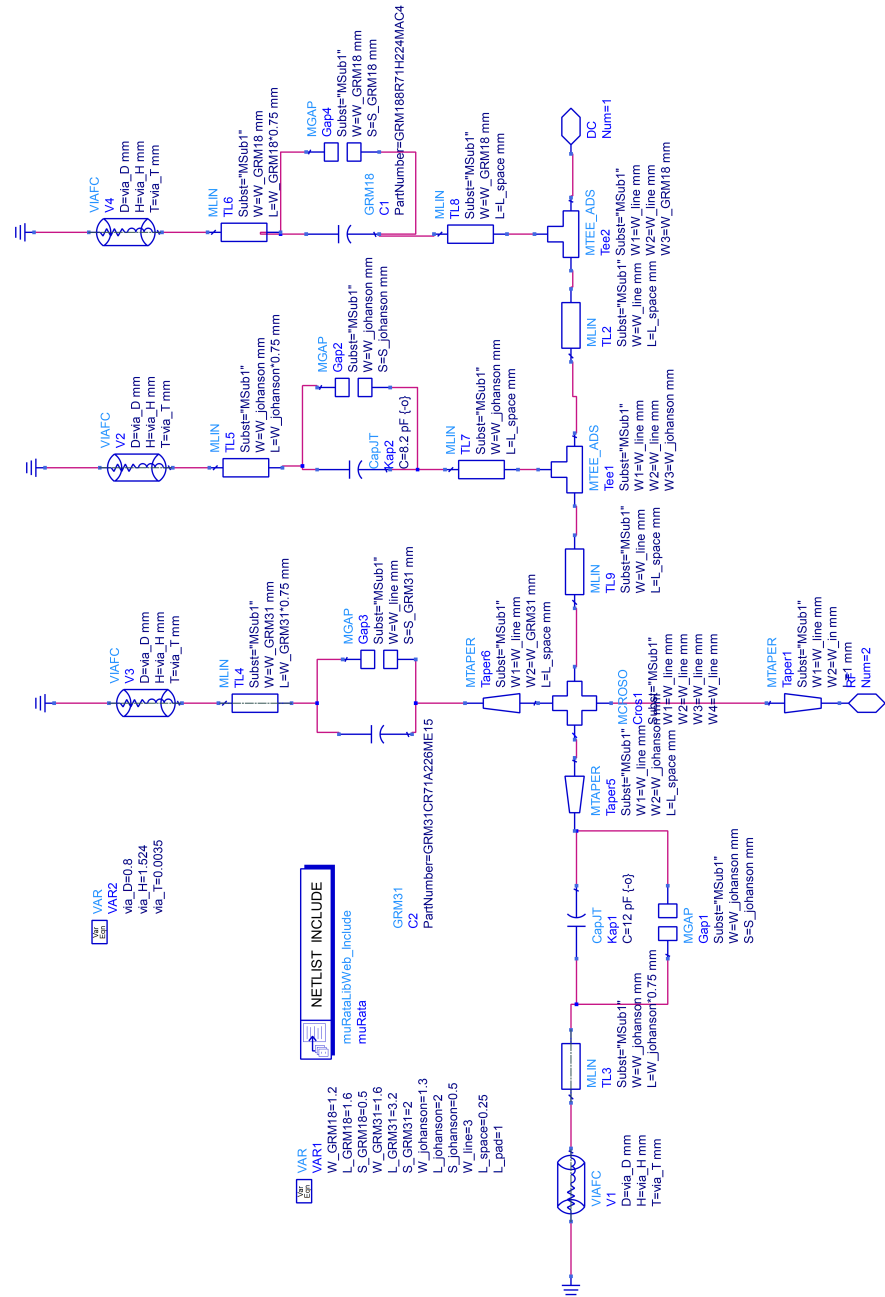 VAR
VAR2
via_D=0.8
via_H=1.524
via_T=0.0035
Var
Eqn
VIAFC
V3
D=via_D mm
H=via_H mm
T=via_T mm
VIAFC
V2
D=via_D mm
H=via_H mm
T=via_T mm
VIAFC
V4
D=via_D mm
H=via_H mm
T=via_T mm
MLIN
TL4
Subst="MSub1"
W=W_GRM31 mm
L=W_GRM31*0.75 mm
MLIN
TL5
Subst="MSub1"
W=W_johanson mm
L=W_johanson*0.75 mm
MLIN
TL6
Subst="MSub1"
W=W_GRM18 mm
L=W_GRM18*0.75 mm
NETLIST INCLUDE
muRataLibWeb_Include
muRata
GRM31
C2
PartNumber=GRM31CR71A226ME15
MGAP
Gap3
Subst="MSub1"
W=W_line mm
S=S_GRM31 mm
CapJT
Kap2
C=8.2 pF {-o}
MGAP
Gap2
Subst="MSub1"
W=W_johanson mm
S=S_johanson mm
GRM18
C1
PartNumber=GRM188R71H224MAC4
MGAP
Gap4
Subst="MSub1"
W=W_GRM18 mm
S=S_GRM18 mm
VAR
VAR1
W_GRM18=1.2
L_GRM18=1.6
S_GRM18=0.5
W_GRM31=1.6
L_GRM31=3.2
S_GRM31=2
W_johanson=1.3
L_johanson=2
S_johanson=0.5
W_line=3
L_space=0.25
L_pad=1
Var
Eqn
MTAPER
Taper6
Subst="MSub1"
W1=W_line mm
W2=W_GRM31 mm
L=L_space mm
MLIN
TL7
Subst="MSub1"
W=W_johanson mm
L=L_space mm
MLIN
TL8
Subst="MSub1"
W=W_GRM18 mm
L=L_space mm
VIAFC
V1
D=via_D mm
H=via_H mm
T=via_T mm
MLIN
TL3
Subst="MSub1"
W=W_johanson mm
L=W_johanson*0.75 mm
CapJT
Kap1
C=12 pF {-o}
MGAP
Gap1
Subst="MSub1"
W=W_johanson mm
S=S_johanson mm
MTAPER
Taper5
Subst="MSub1"
W1=W_line mm
W2=W_johanson mm
L=L_space mm
MCROSO
Cros1
Subst="MSub1"
W1=W_line mm
W2=W_line mm
W3=W_line mm
W4=W_line mm
MLIN
TL9
Subst="MSub1"
W=W_line mm
L=L_space mm
MTEE_ADS
Tee1
Subst="MSub1"
W1=W_line mm
W2=W_line mm
W3=W_johanson mm
MLIN
TL2
Subst="MSub1"
W=W_line mm
L=L_space mm
MTEE_ADS
Tee2
Subst="MSub1"
W1=W_line mm
W2=W_line mm
W3=W_GRM18 mm
DC
Num=1
MTAPER
Taper1
Subst="MSub1"
W1=W_line mm
W2=W_in mm
RF
Num=2